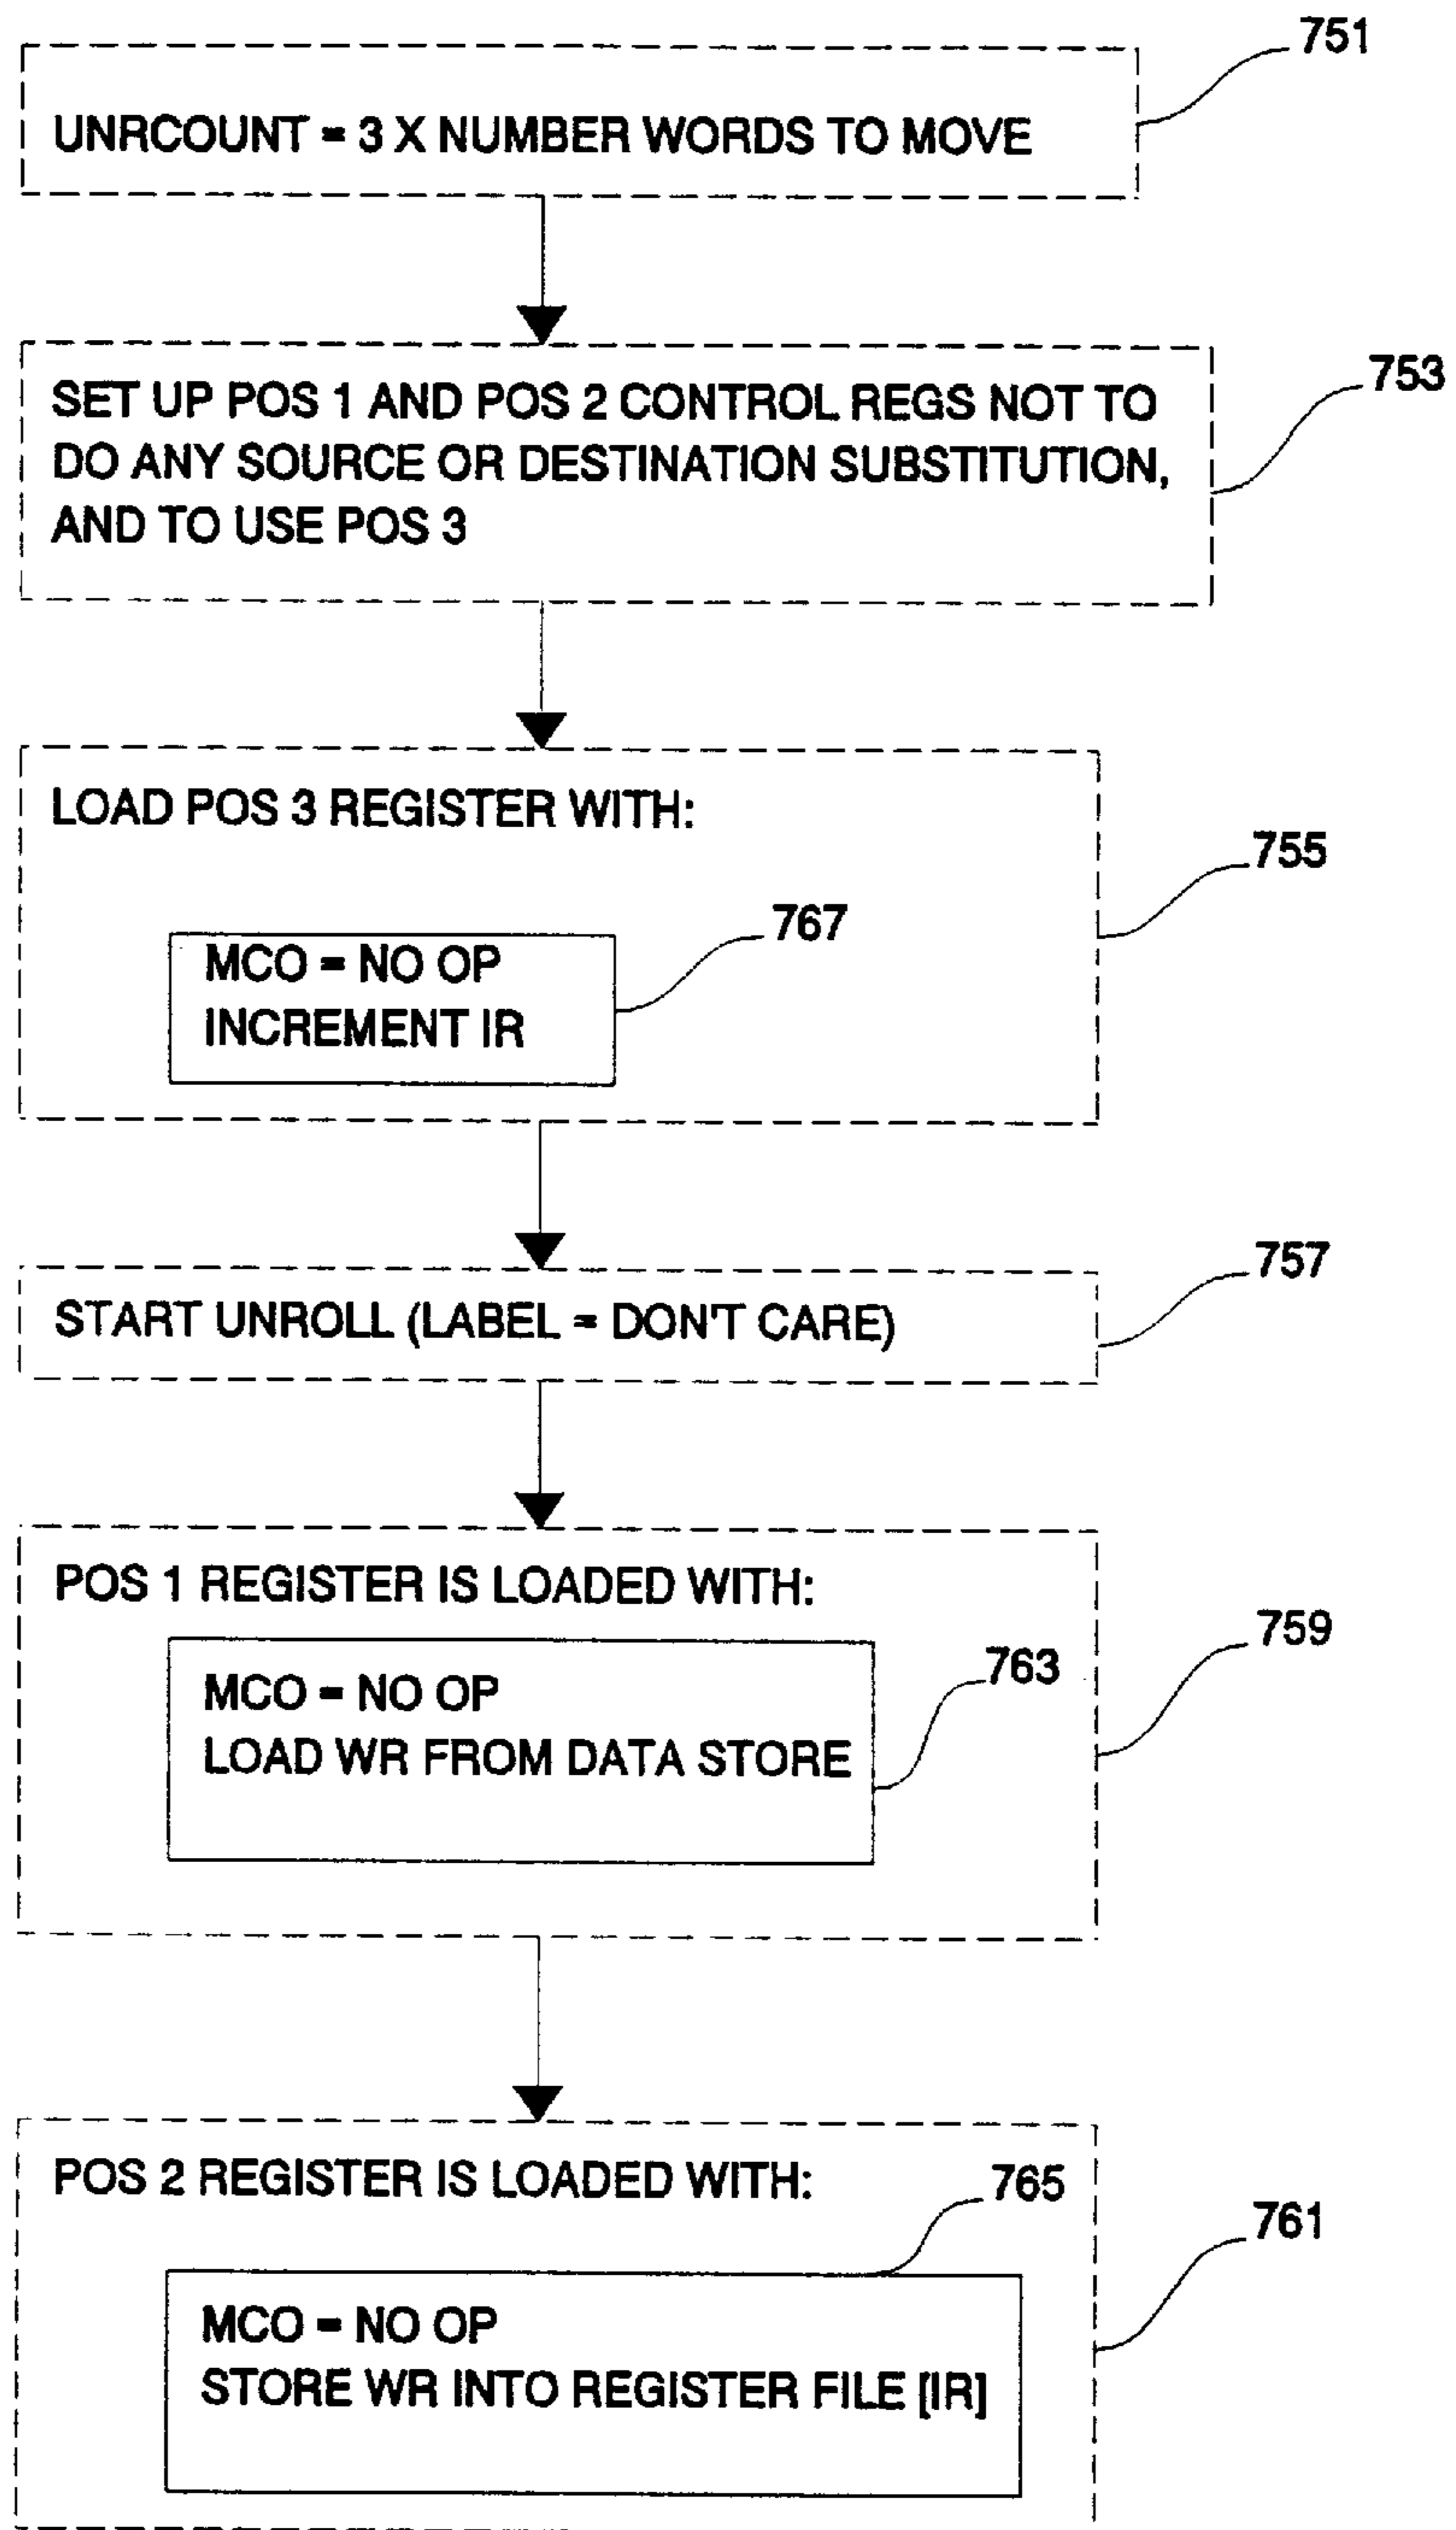 751
UNRCOUNT = 3 X NUMBER WORDS TO MOVE
753
SET UP POS 1 AND POS 2 CONTROL REGS NOT TO
DO ANY SOURCE OR DESTINATION SUBSTITUTION,
AND TO USE POS 3
755
LOAD POS 3 REGISTER WITH:
767
MCO = NO OP
INCREMENT IR
757
START UNROLL (LABEL = DON'T CARE)
759
POS 1 REGISTER IS LOADED WITH:
763
MCO = NO OP
LOAD WR FROM DATA STORE
761
POS 2 REGISTER IS LOADED WITH:
765
MCO = NO OP
STORE WR INTO REGISTER FILE [IR]